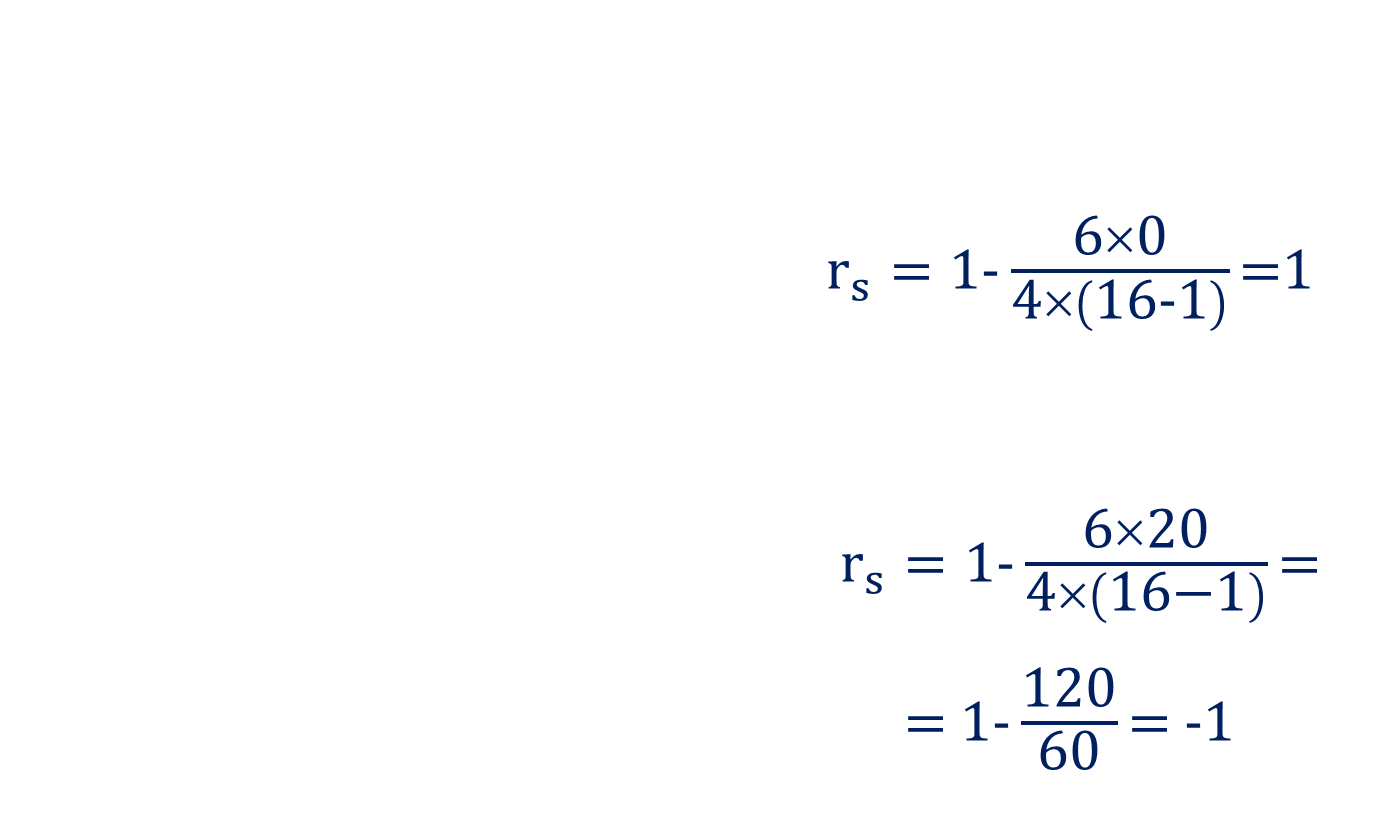 rₛ = 1- 6×0 / 4×(16-1) =1
rₛ = 1- 6×20 / 4×(16−1) =
= 1- 120 / 60 = -1